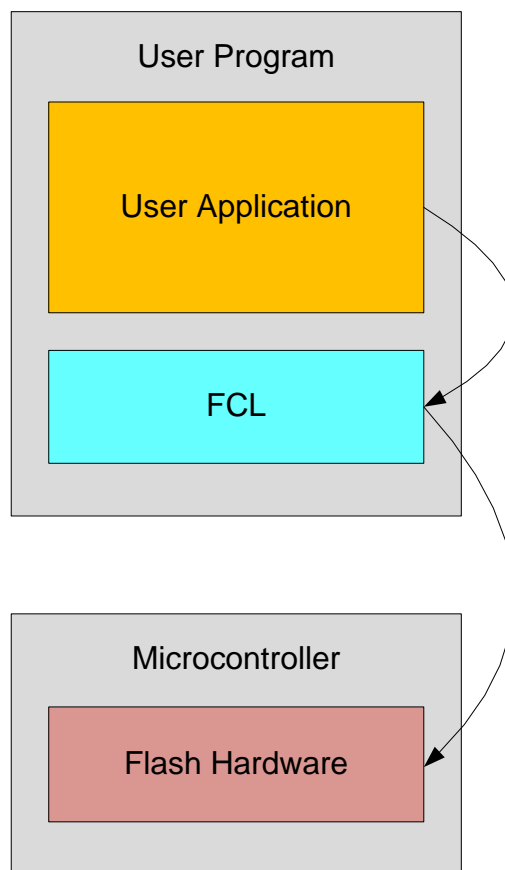 User Program
User Application
FCL
Microcontroller
Flash Hardware